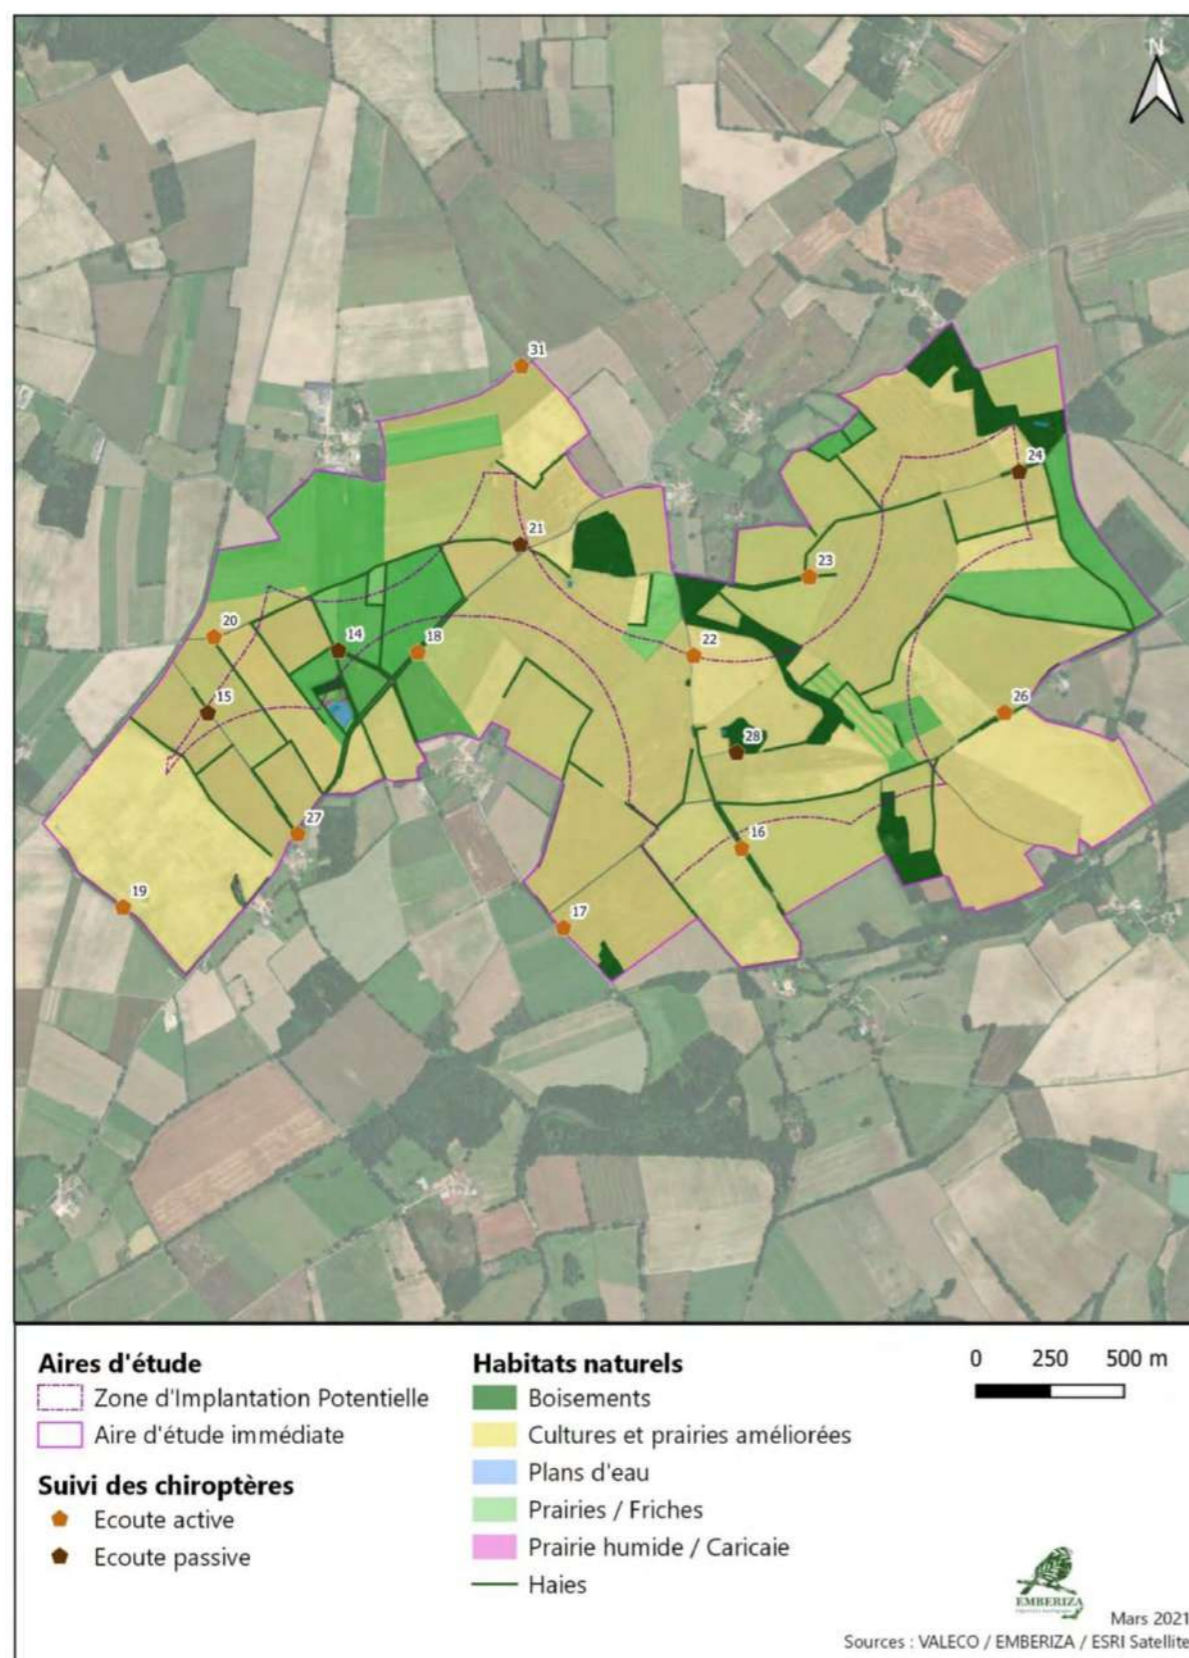 N
31
24
21
23
20
14
18
22
15
26
28
27
16
19
17
Aires d'étude
Zone d'Implantation Potentielle
Aire d'étude immédiate
Suivi des chiroptères
Ecoute active
Ecoute passive
Habitats naturels
Boisements
Cultures et prairies améliorées
Plans d'eau
Prairies / Friches
Prairie humide / Caricaie
Haies
0 250 500 m
EMBERIZA
Mars 2021
Sources : VALECO / EMBERIZA / ESRI Satellite